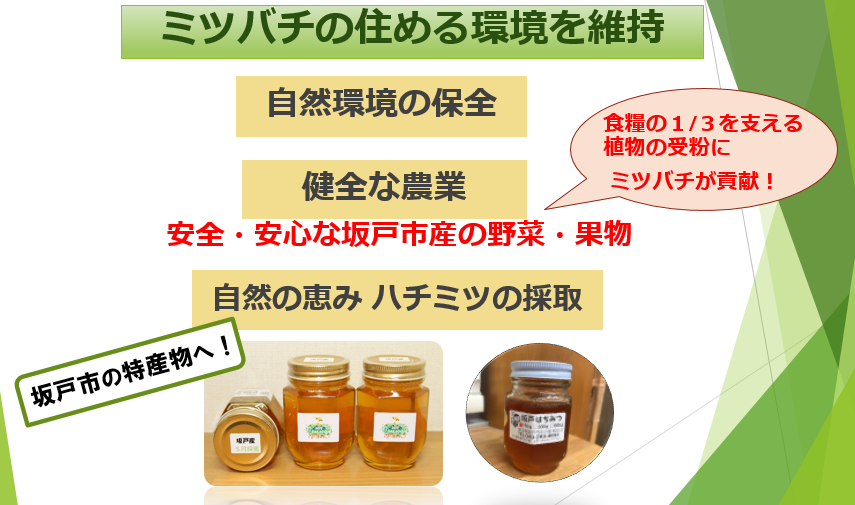 ミツバチの住める環境を維持
自然環境の保全
食糧の１/３を支える
植物の受粉に
ミツバチが貢献！
健全な農業
安全・安心な坂戸市産の野菜・果物
自然の恵み ハチミツの採取
坂戸市の特産物へ！
坂戸産
坂戸はちみつ